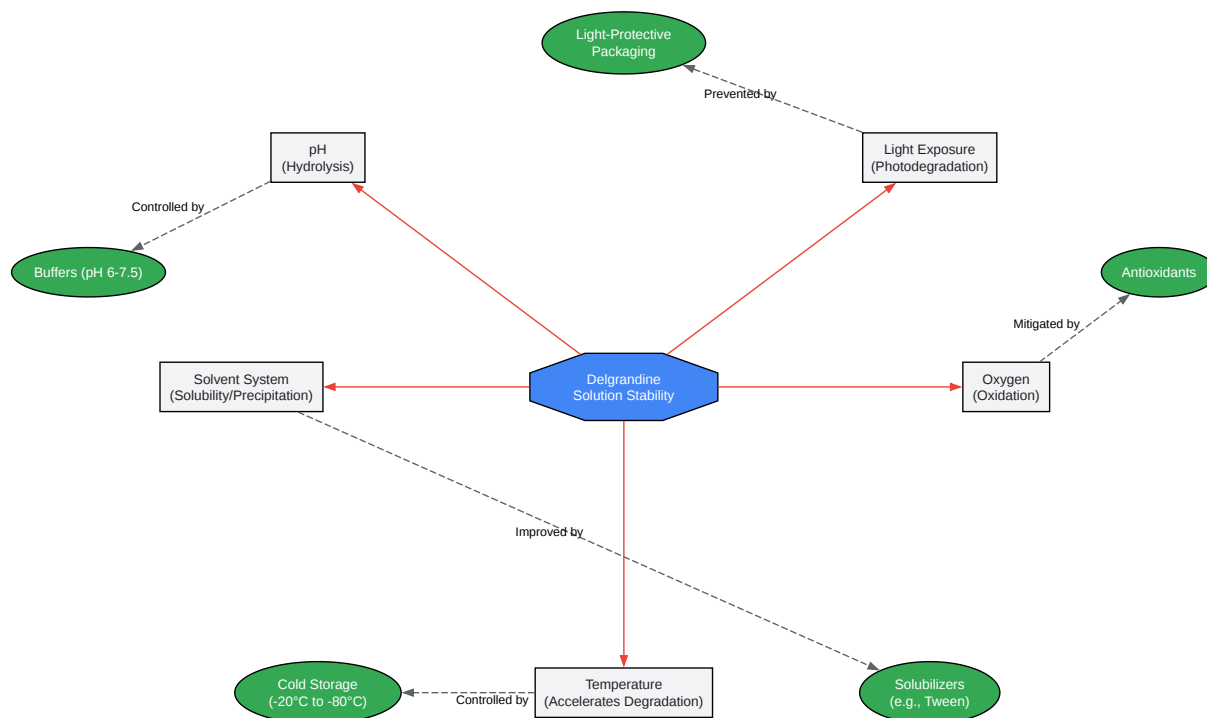 Light-Protective
Packaging
Prevented by
pH
(Hydrolysis)
Light Exposure
(Photodegradation)
Controlled by
Buffers (pH 6-7.5)
Antioxidants
Mitigated by
Solvent System
(Solubility/Precipitation)
Delgrandine
Solution Stability
Oxygen
(Oxidation)
Improved by
Cold Storage
(-20°C to -80°C)
Controlled by
Temperature
(Accelerates Degradation)
Solubilizers
(e.g., Tween)